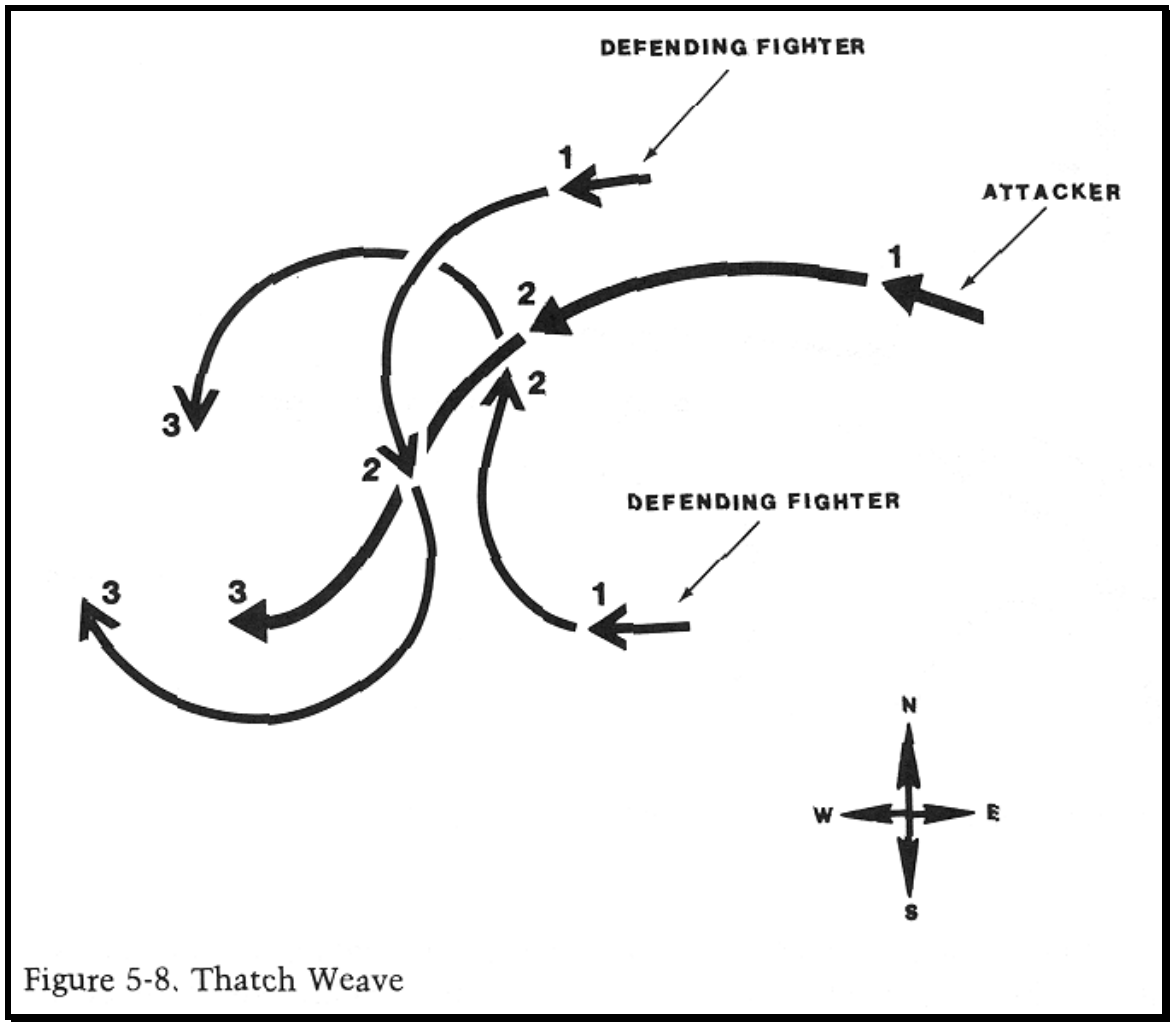 DEFENDING FIGHTER
1
ATTACKER
1
2
2
3
2
DEFENDING FIGHTER
3
3
1
N
W
E
S
Figure 5-8. Thatch Weave